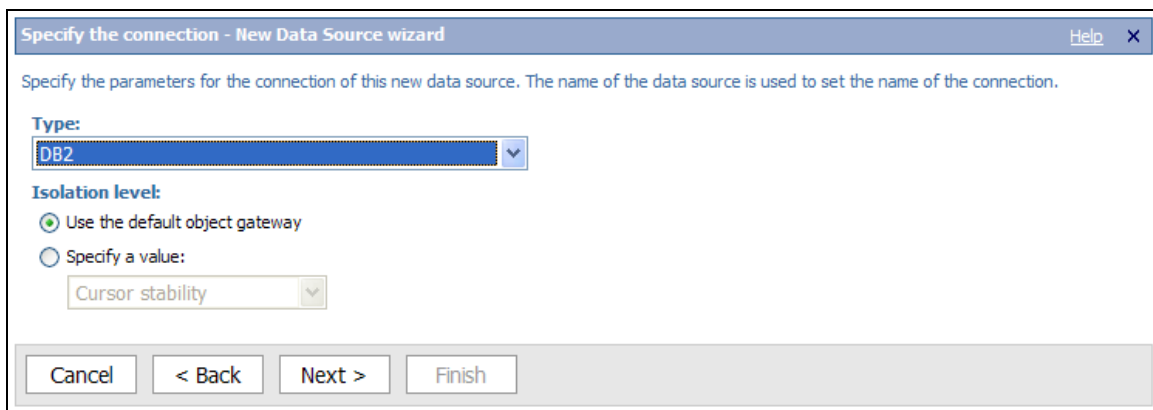 Specify the connection - New Data Source wizard Help X
Specify the parameters for the connection of this new data source. The name of the data source is used to set the name of the connection.
Type:
DB2
Isolation level:
Use the default object gateway
Specify a value:
Cursor stability
Cancel < Back Next > Finish